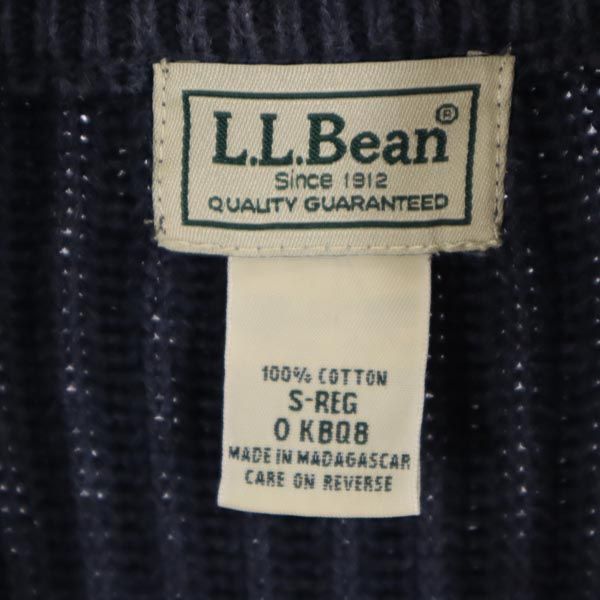 L.L.Bean®
Since 1912
QUALITY GUARANTEED
100% COTTON
S-REG
0 KBQ8
MADE IN MADAGASCAR
CARE ON REVERSE